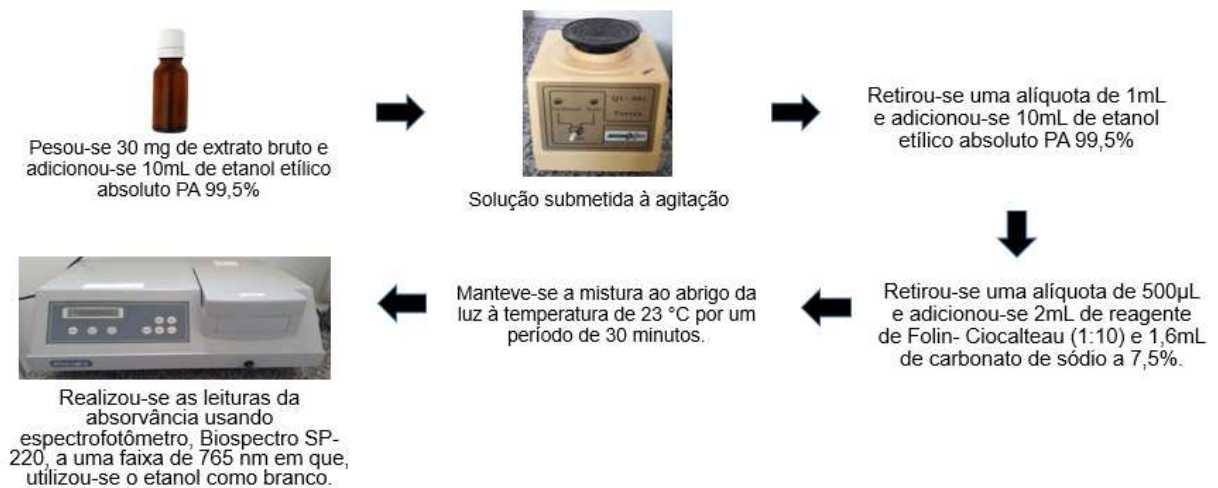 Pesou-se 30 mg de extrato bruto e
adicionou-se 10mL de etanol etílico
absoluto PA 99,5%
QL-901
Vortex
Solução submetida à agitação
Retirou-se uma alíquota de 1mL
e adicionou-se 10mL de etanol
etílico absoluto PA 99,5%
Retirou-se uma alíquota de 500µL
e adicionou-se 2mL de reagente
de Folin- Ciocalteau (1:10) e 1,6mL
de carbonato de sódio a 7,5%.
Manteve-se a mistura ao abrigo da
luz à temperatura de 23 °C por um
período de 30 minutos.
Realizou-se as leituras da
absorvância usando
espectrofotômetro, Biospectro SP-
220, a uma faixa de 765 nm em que,
utilizou-se o etanol como branco.